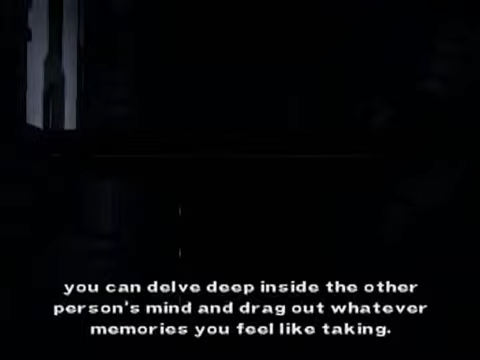 you can delve deep inside the other
person's mind and drag out whatever
memories you feel like taking.